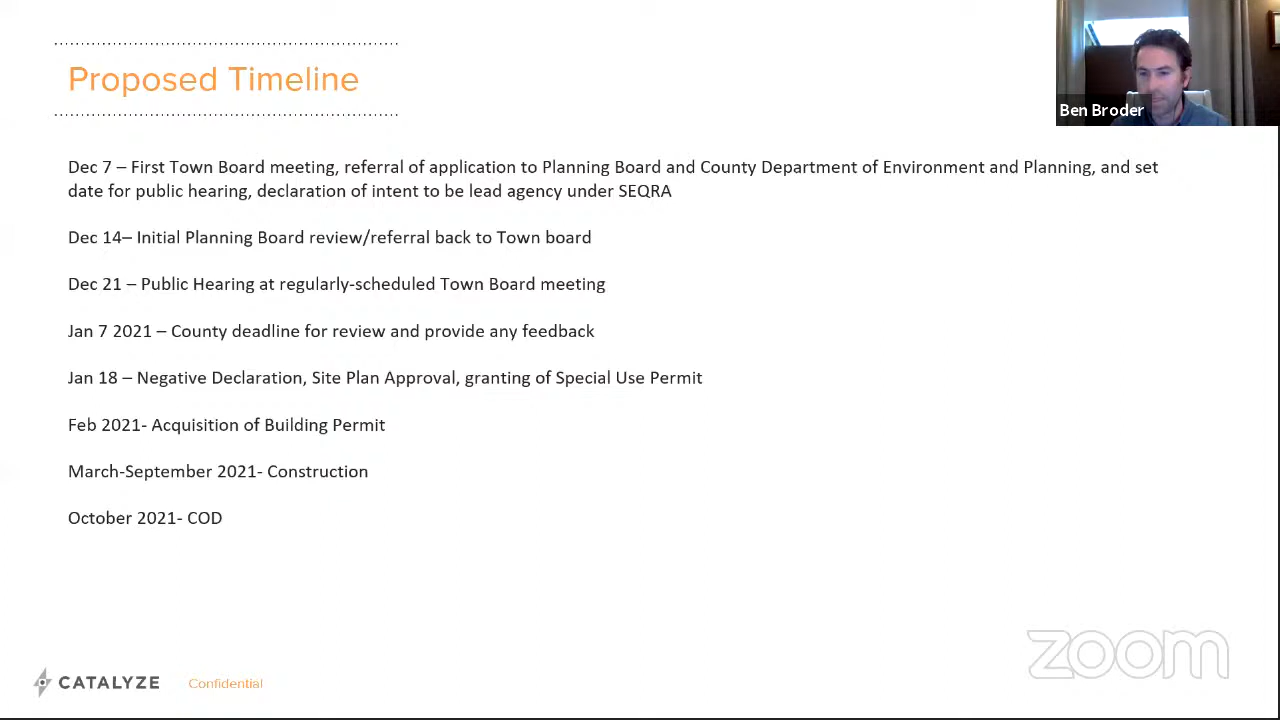 Proposed Timeline
Ben Broder
Dec 7 – First Town Board meeting, referral of application to Planning Board and County Department of Environment and Planning, and set
date for public hearing, declaration of intent to be lead agency under SEQRA
Dec 14– Initial Planning Board review/referral back to Town board
Dec 21 – Public Hearing at regularly-scheduled Town Board meeting
Jan 7 2021 – County deadline for review and provide any feedback
Jan 18 – Negative Declaration, Site Plan Approval, granting of Special Use Permit
Feb 2021- Acquisition of Building Permit
March-September 2021- Construction
October 2021- COD
zoom
CATALYZE Confidential